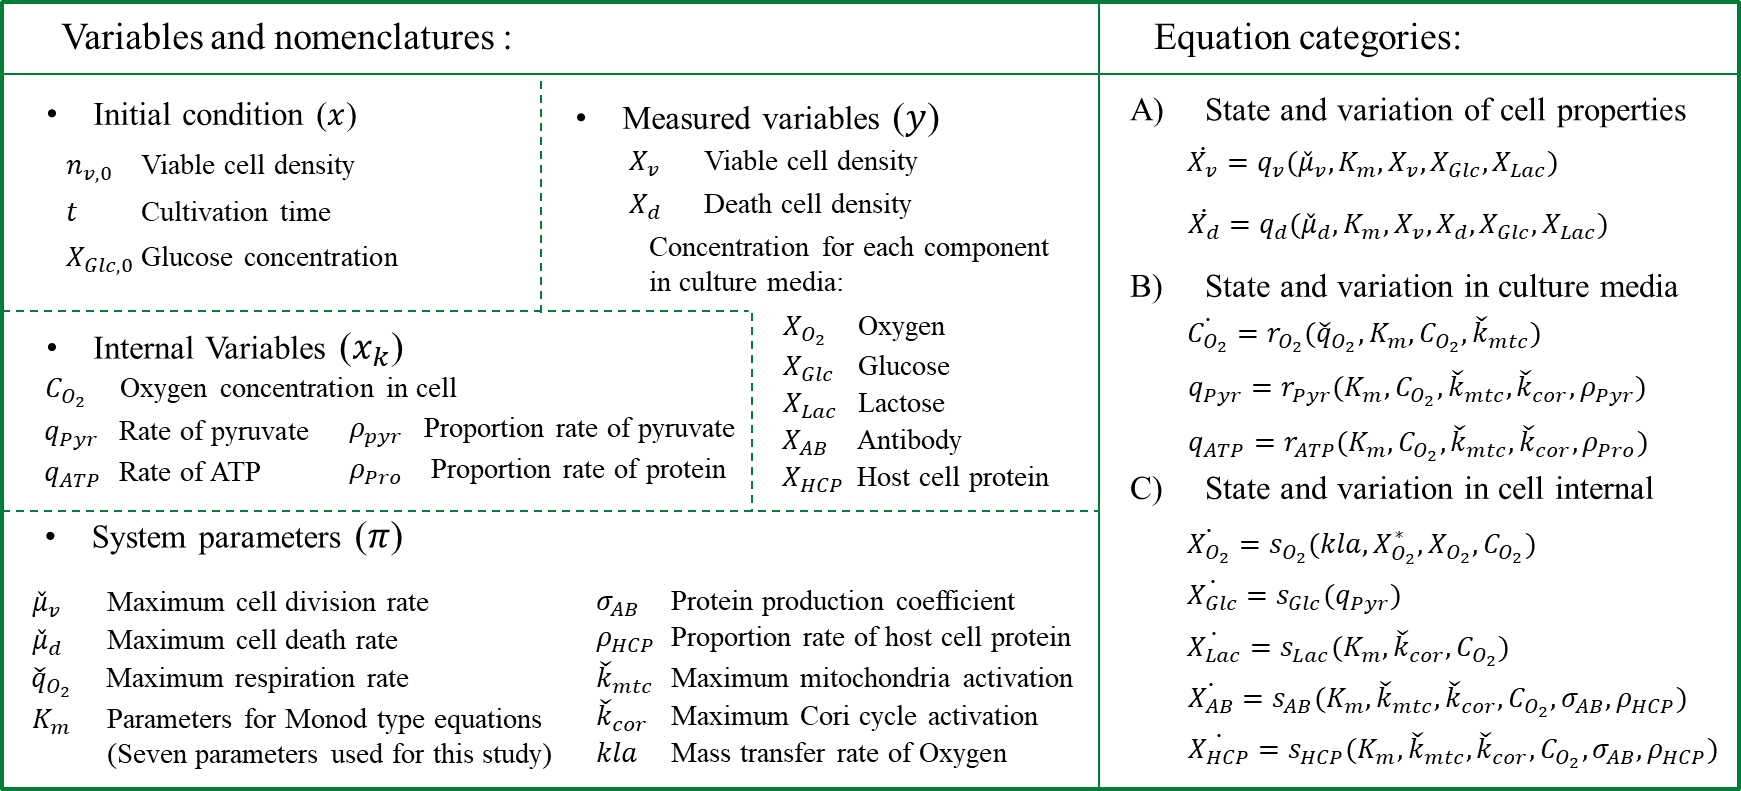 Variables and nomenclatures :
• Initial condition (x)
n_{v,0} Viable cell density
t Cultivation time
X_{Glc,0} Glucose concentration
• Measured variables (y)
X_v Viable cell density
X_d Death cell density
Concentration for each component
in culture media:
X_{O_2} Oxygen
X_{Glc} Glucose
X_{Lac} Lactose
X_{AB} Antibody
X_{HCP} Host cell protein
• Internal Variables (x_k)
C_{O_2} Oxygen concentration in cell
q_{Pyr} Rate of pyruvate ρ_{pyr} Proportion rate of pyruvate
q_{ATP} Rate of ATP ρ_{Pro} Proportion rate of protein
• System parameters (π)
μ̌_v Maximum cell division rate
μ̌_d Maximum cell death rate
q̌_{O_2} Maximum respiration rate
K_m Parameters for Monod type equations
(Seven parameters used for this study)
σ_{AB} Protein production coefficient
ρ_{HCP} Proportion rate of host cell protein
ǩ_{mtc} Maximum mitochondria activation
ǩ_{cor} Maximum Cori cycle activation
kla Mass transfer rate of Oxygen
Equation categories:
A) State and variation of cell properties
Ẋ_v = q_v(μ̌_v, K_m, X_v, X_{Glc}, X_{Lac})
Ẋ_d = q_d(μ̌_d, K_m, X_v, X_d, X_{Glc}, X_{Lac})
B) State and variation in culture media
Ċ_{O_2} = r_{O_2}(q̌_{O_2}, K_m, C_{O_2}, ǩ_{mtc})
q_{Pyr} = r_{Pyr}(K_m, C_{O_2}, ǩ_{mtc}, ǩ_{cor}, ρ_{Pyr})
q_{ATP} = r_{ATP}(K_m, C_{O_2}, ǩ_{mtc}, ǩ_{cor}, ρ_{Pro})
C) State and variation in cell internal
Ẋ_{O_2} = s_{O_2}(kla, X^*_{O_2}, X_{O_2}, C_{O_2})
Ẋ_{Glc} = s_{Glc}(q_{Pyr})
Ẋ_{Lac} = s_{Lac}(K_m, ǩ_{cor}, C_{O_2})
Ẋ_{AB} = s_{AB}(K_m, ǩ_{mtc}, ǩ_{cor}, C_{O_2}, σ_{AB}, ρ_{HCP})
Ẋ_{HCP} = s_{HCP}(K_m, ǩ_{mtc}, ǩ_{cor}, C_{O_2}, σ_{AB}, ρ_{HCP})